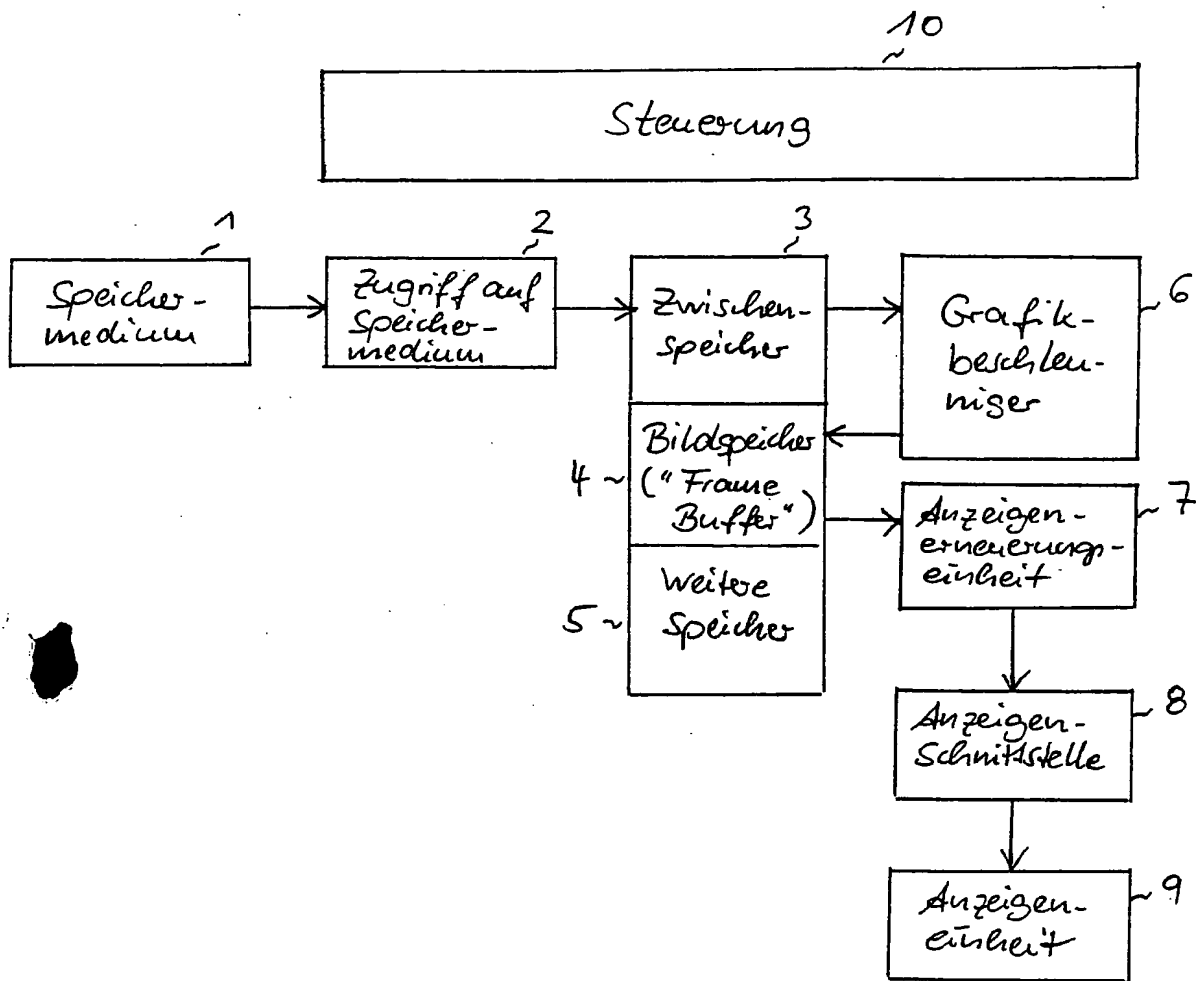 10
Steuerung
1
Speicher-
medium
2
Zugriff auf
Speicher-
medium
3
Zwischen-
speicher
6
Grafik-
beschleu-
niger
4
Bildspeicher
("Frame
Buffer")
7
Anzeigen-
erneuerungs-
einheit
5
Weitere
Speicher
8
Anzeigen-
Schnittstelle
9
Anzeigen-
einheit